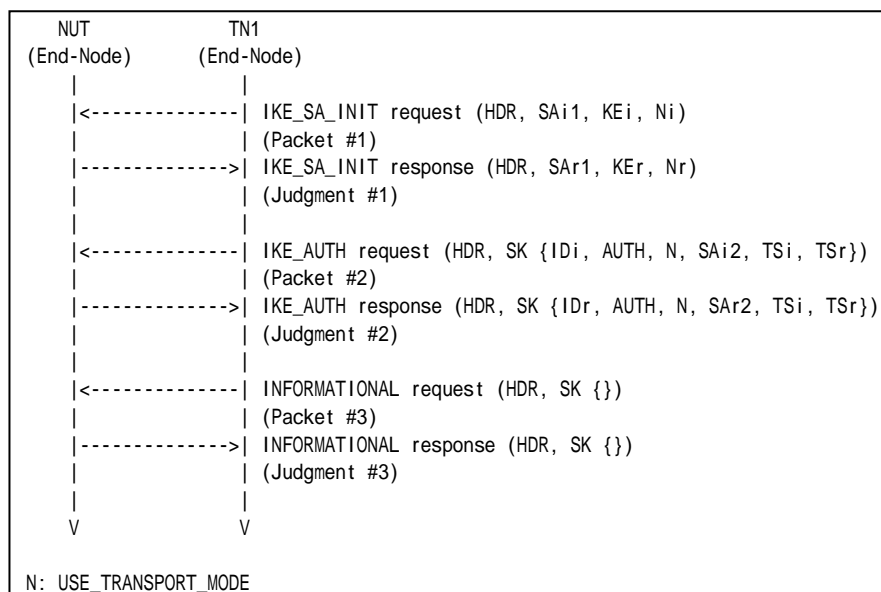 NUT TN1
(End-Node) (End-Node)
| |
|<--------------| IKE_SA_INIT request (HDR, SAi1, KEi, Ni)
| | (Packet #1)
|-------------->| IKE_SA_INIT response (HDR, SAr1, KEr, Nr)
| | (Judgment #1)
| |
|<--------------| IKE_AUTH request (HDR, SK {IDi, AUTH, N, SAi2, TSi, TSr})
| | (Packet #2)
|-------------->| IKE_AUTH response (HDR, SK {IDr, AUTH, N, SAr2, TSi, TSr})
| | (Judgment #2)
| |
|<--------------| INFORMATIONAL request (HDR, SK {})
| | (Packet #3)
|-------------->| INFORMATIONAL response (HDR, SK {})
| | (Judgment #3)
| |
V V
N: USE_TRANSPORT_MODE